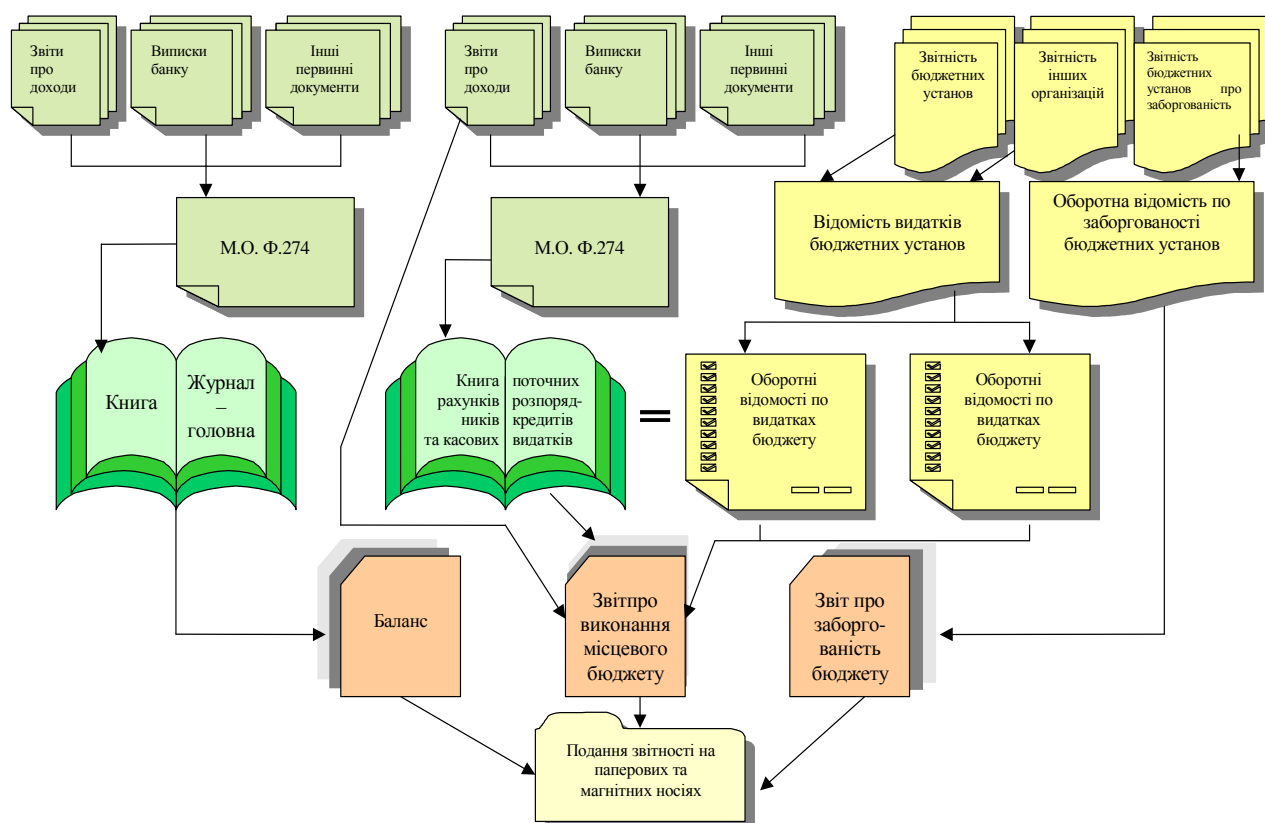 Звіти
про
доходи
Виписки
банку
Інші
первинні
документи
Звіти
про
доходи
Виписки
банку
Інші
первинні
документи
Звітність
бюджетних
установ
Звітність
інших
організацій
Звітність
бюджетних
установ про
заборгованість
М.О. Ф.274
М.О. Ф.274
Відомість видатків
бюджетних установ
Оборотна відомість по
заборгованості
бюджетних установ
Книга
Журнал
–
головна
Книга
рахунків
ників
та касових
поточних
розпоряд-
кредитів
видатків
=
Оборотні
відомості по
видатках
бюджету
Оборотні
відомості по
видатках
бюджету
Баланс
Звітпро
виконання
місцевого
бюджету
Звіт про
заборго-
ваність
бюджету
Подання звітності на
паперових та
магнітних носіях